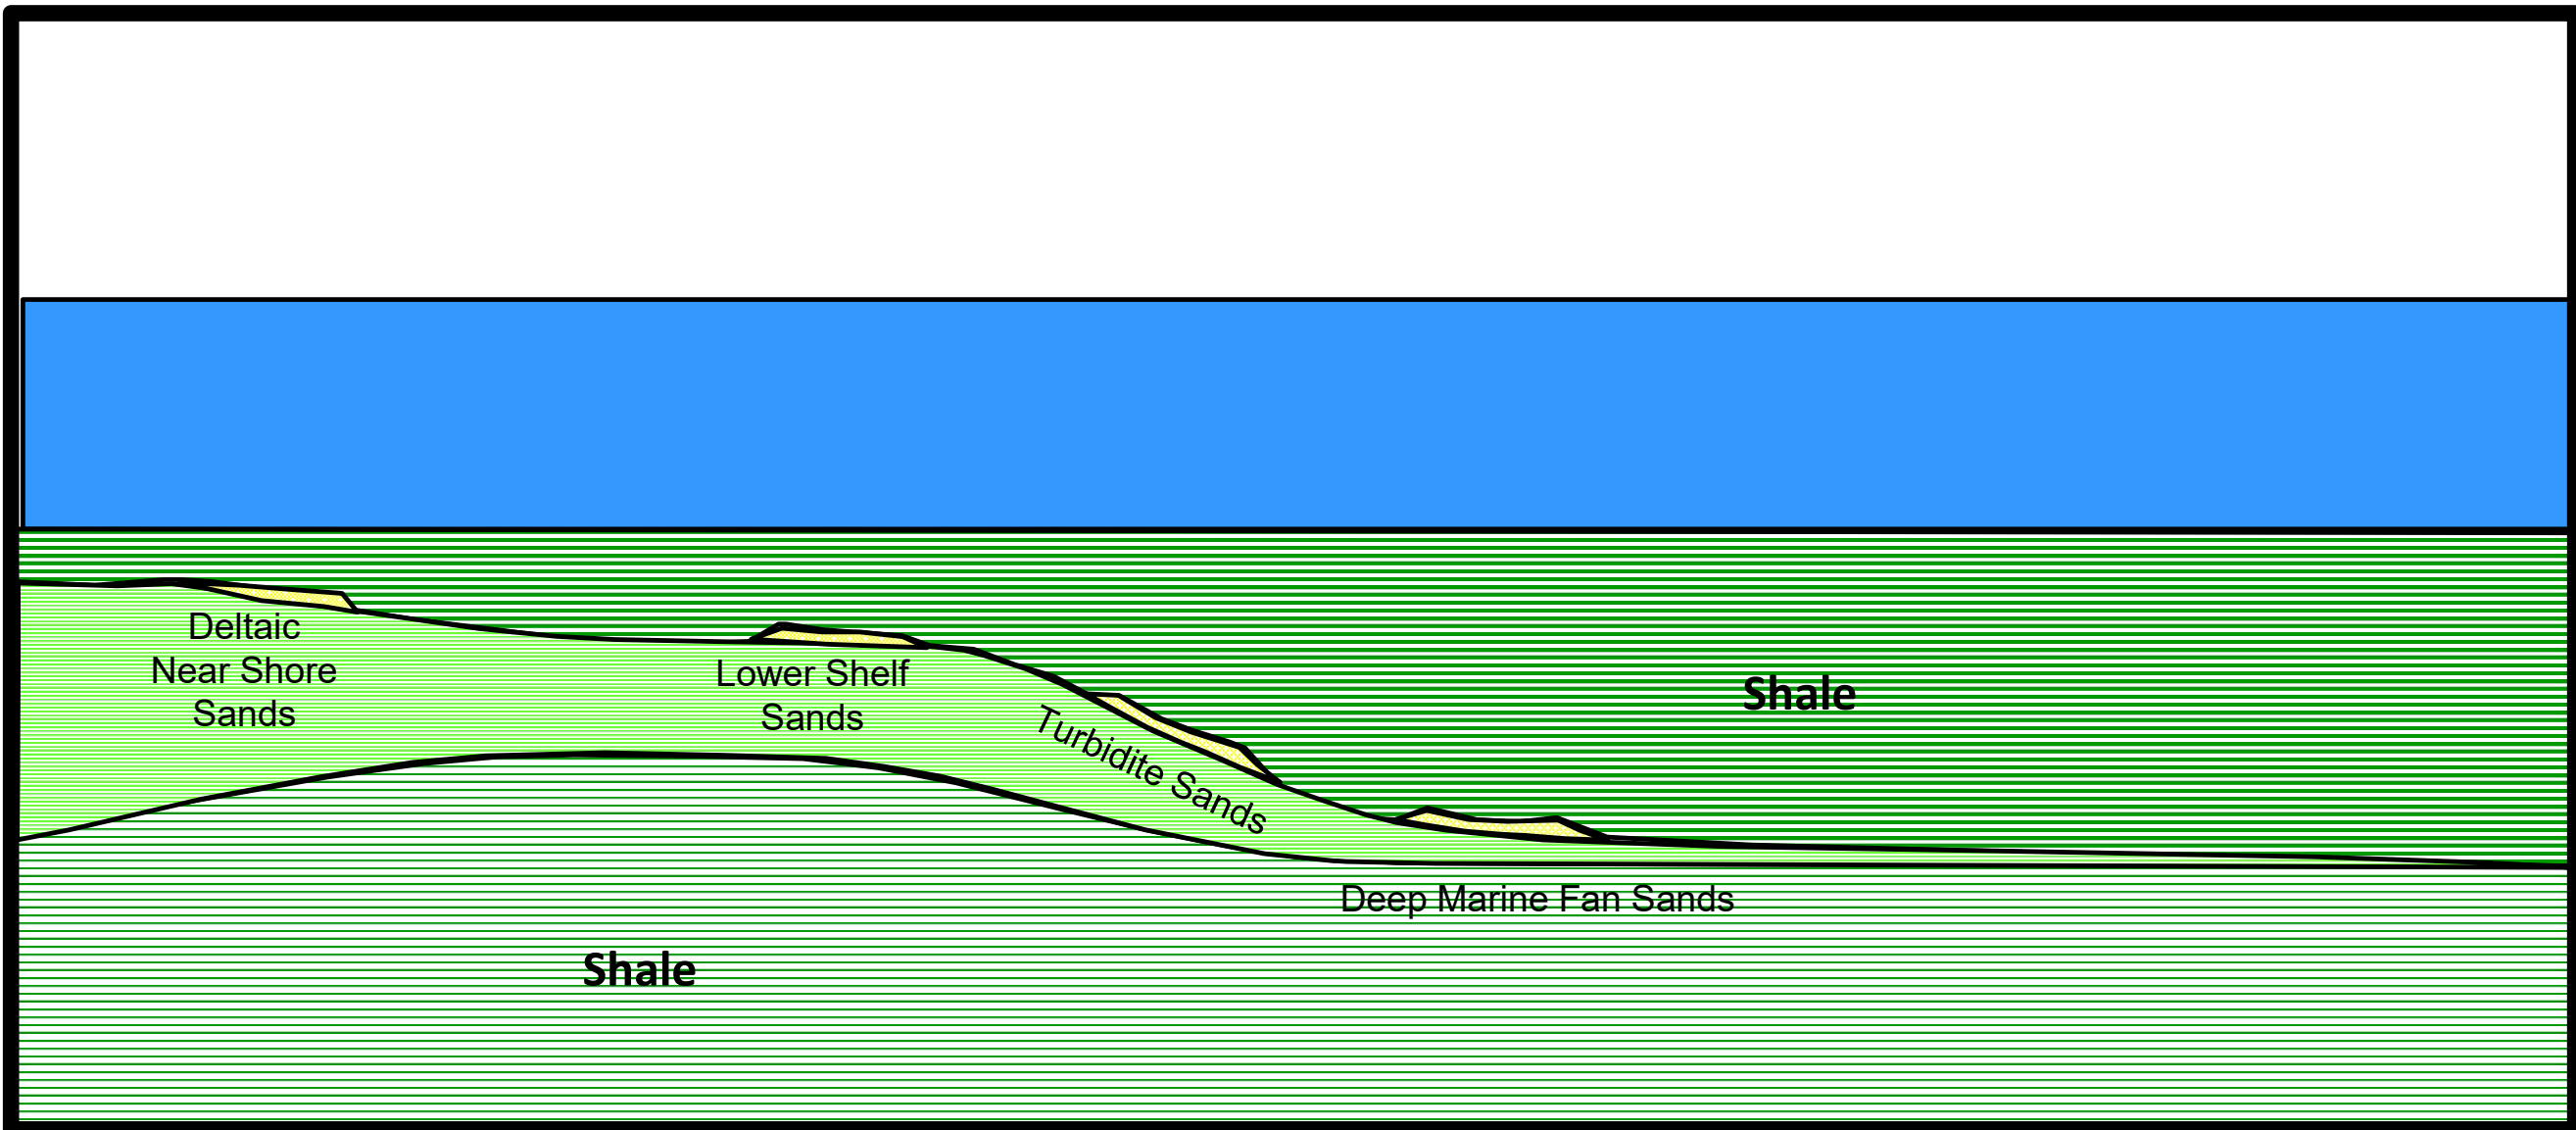 Deltaic
Near Shore
Sands
Lower Shelf
Sands
Turbidite Sands
Shale
Deep Marine Fan Sands
Shale